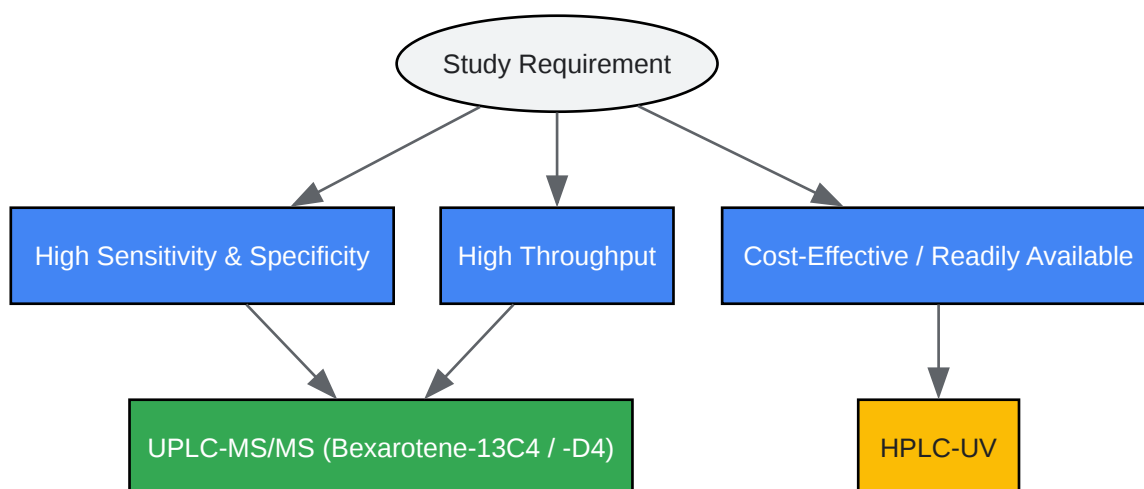 Study Requirement
High Sensitivity & Specificity
High Throughput
Cost-Effective / Readily Available
UPLC-MS/MS (Bexarotene-13C4 / -D4)
HPLC-UV